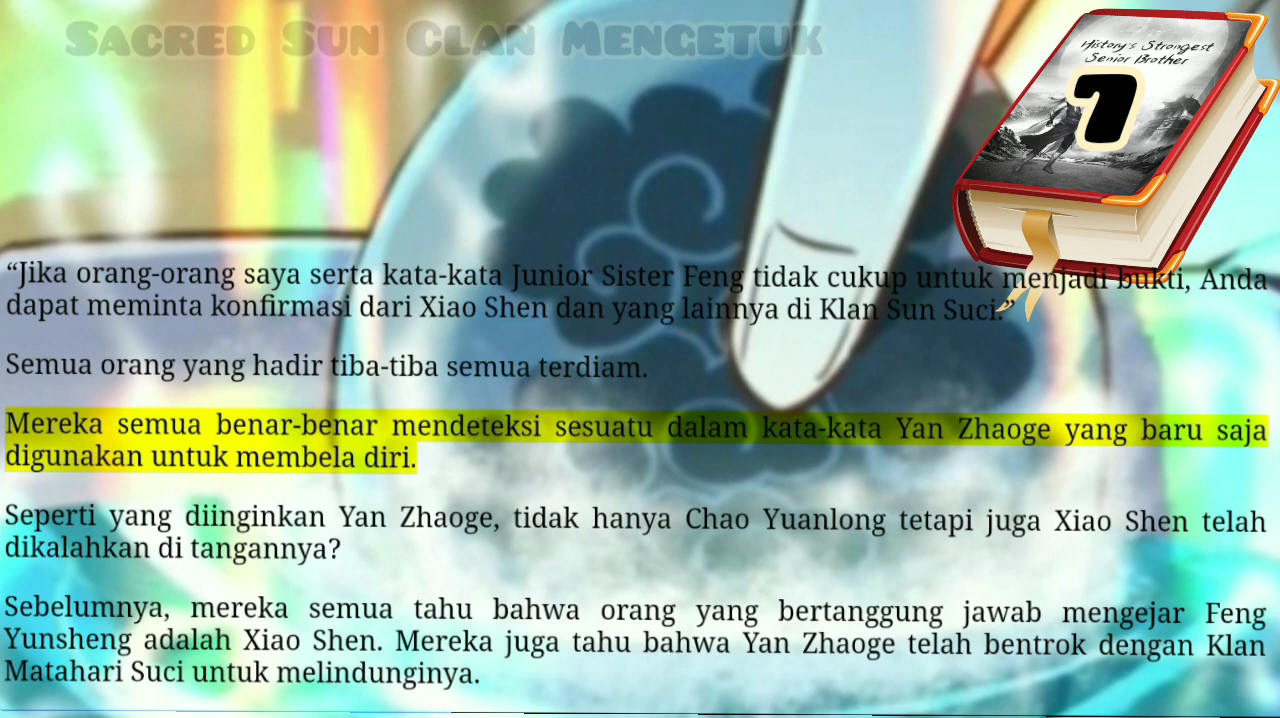 Sacred Sun Clan Mengetuk
History's Strongest
Senior Brother
1
“Jika orang-orang saya serta kata-kata Junior Sister Feng tidak cukup untuk menjadi bukti, Anda
dapat meminta konfirmasi dari Xiao Shen dan yang lainnya di Klan Sun Suci.”
Semua orang yang hadir tiba-tiba semua terdiam.
Mereka semua benar-benar mendeteksi sesuatu dalam kata-kata Yan Zhaoge yang baru saja
digunakan untuk membela diri.
Seperti yang diinginkan Yan Zhaoge, tidak hanya Chao Yuanlong tetapi juga Xiao Shen telah
dikalahkan di tangannya?
Sebelumnya, mereka semua tahu bahwa orang yang bertanggung jawab mengejar Feng
Yunsheng adalah Xiao Shen. Mereka juga tahu bahwa Yan Zhaoge telah bentrok dengan Klan
Matahari Suci untuk melindunginya.